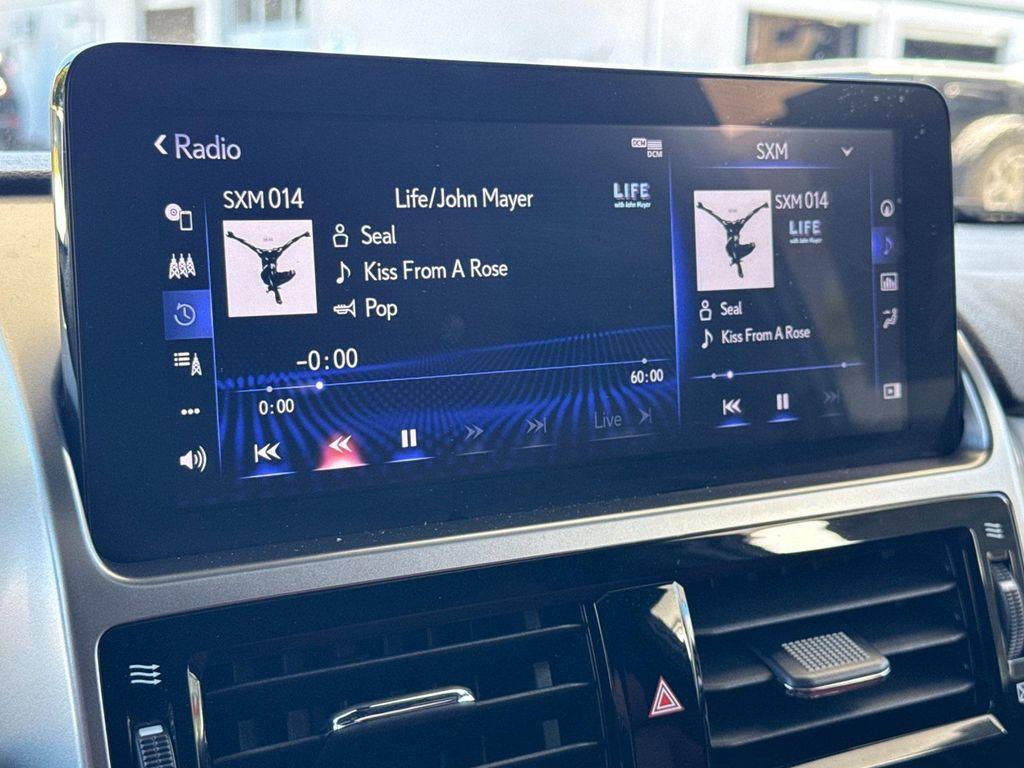 Radio
DCM
DCM
SXM 014
Life/John Mayer
LIFE
with John Mayer
Seal
Kiss From A Rose
Pop
-0:00
0:00
60:00
Live
SXM
SXM 014
LIFE
with John Mayer
Seal
Kiss From A Rose